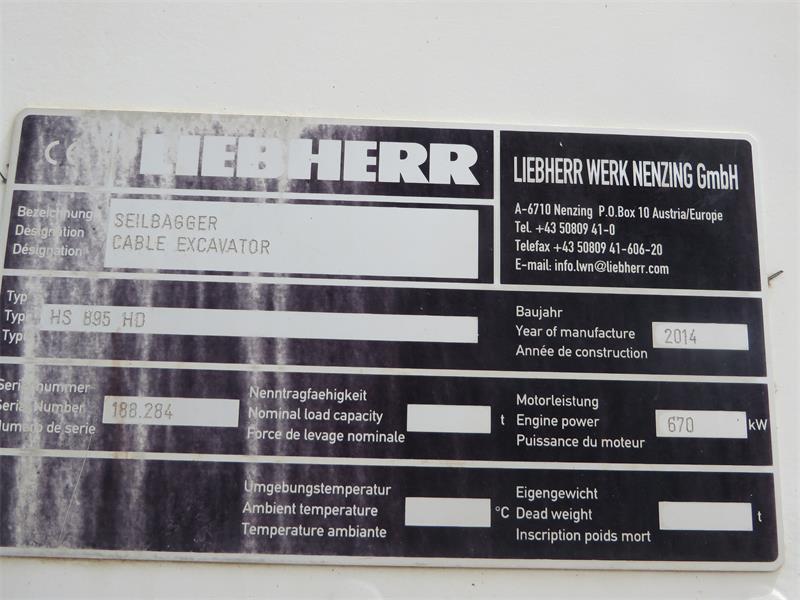 CE LIEBHERR
LIEBHERR WERK NENZING GmbH
A-6710 Nenzing P.O.Box 10 Austria/Europe
Tel. +43 50809 41-0
Telefax +43 50809 41-606-20
E-mail: info.lwn@liebherr.com
Bezeichnung
Designation
Désignation
SEILBAGGER
CABLE EXCAVATOR
Typ
Type
Type
HS 895 HD
Baujahr
Year of manufacture
Année de construction
2014
Seriennummer
Serial Number
Numero de serie
188.284
Nenntragfaehigkeit
Nominal load capacity
Force de levage nominale
t
Motorleistung
Engine power
Puissance du moteur
670
kW
Umgebungstemperatur
Ambient temperature
Temperature ambiante
°C
Eigengewicht
Dead weight
Inscription poids mort
t